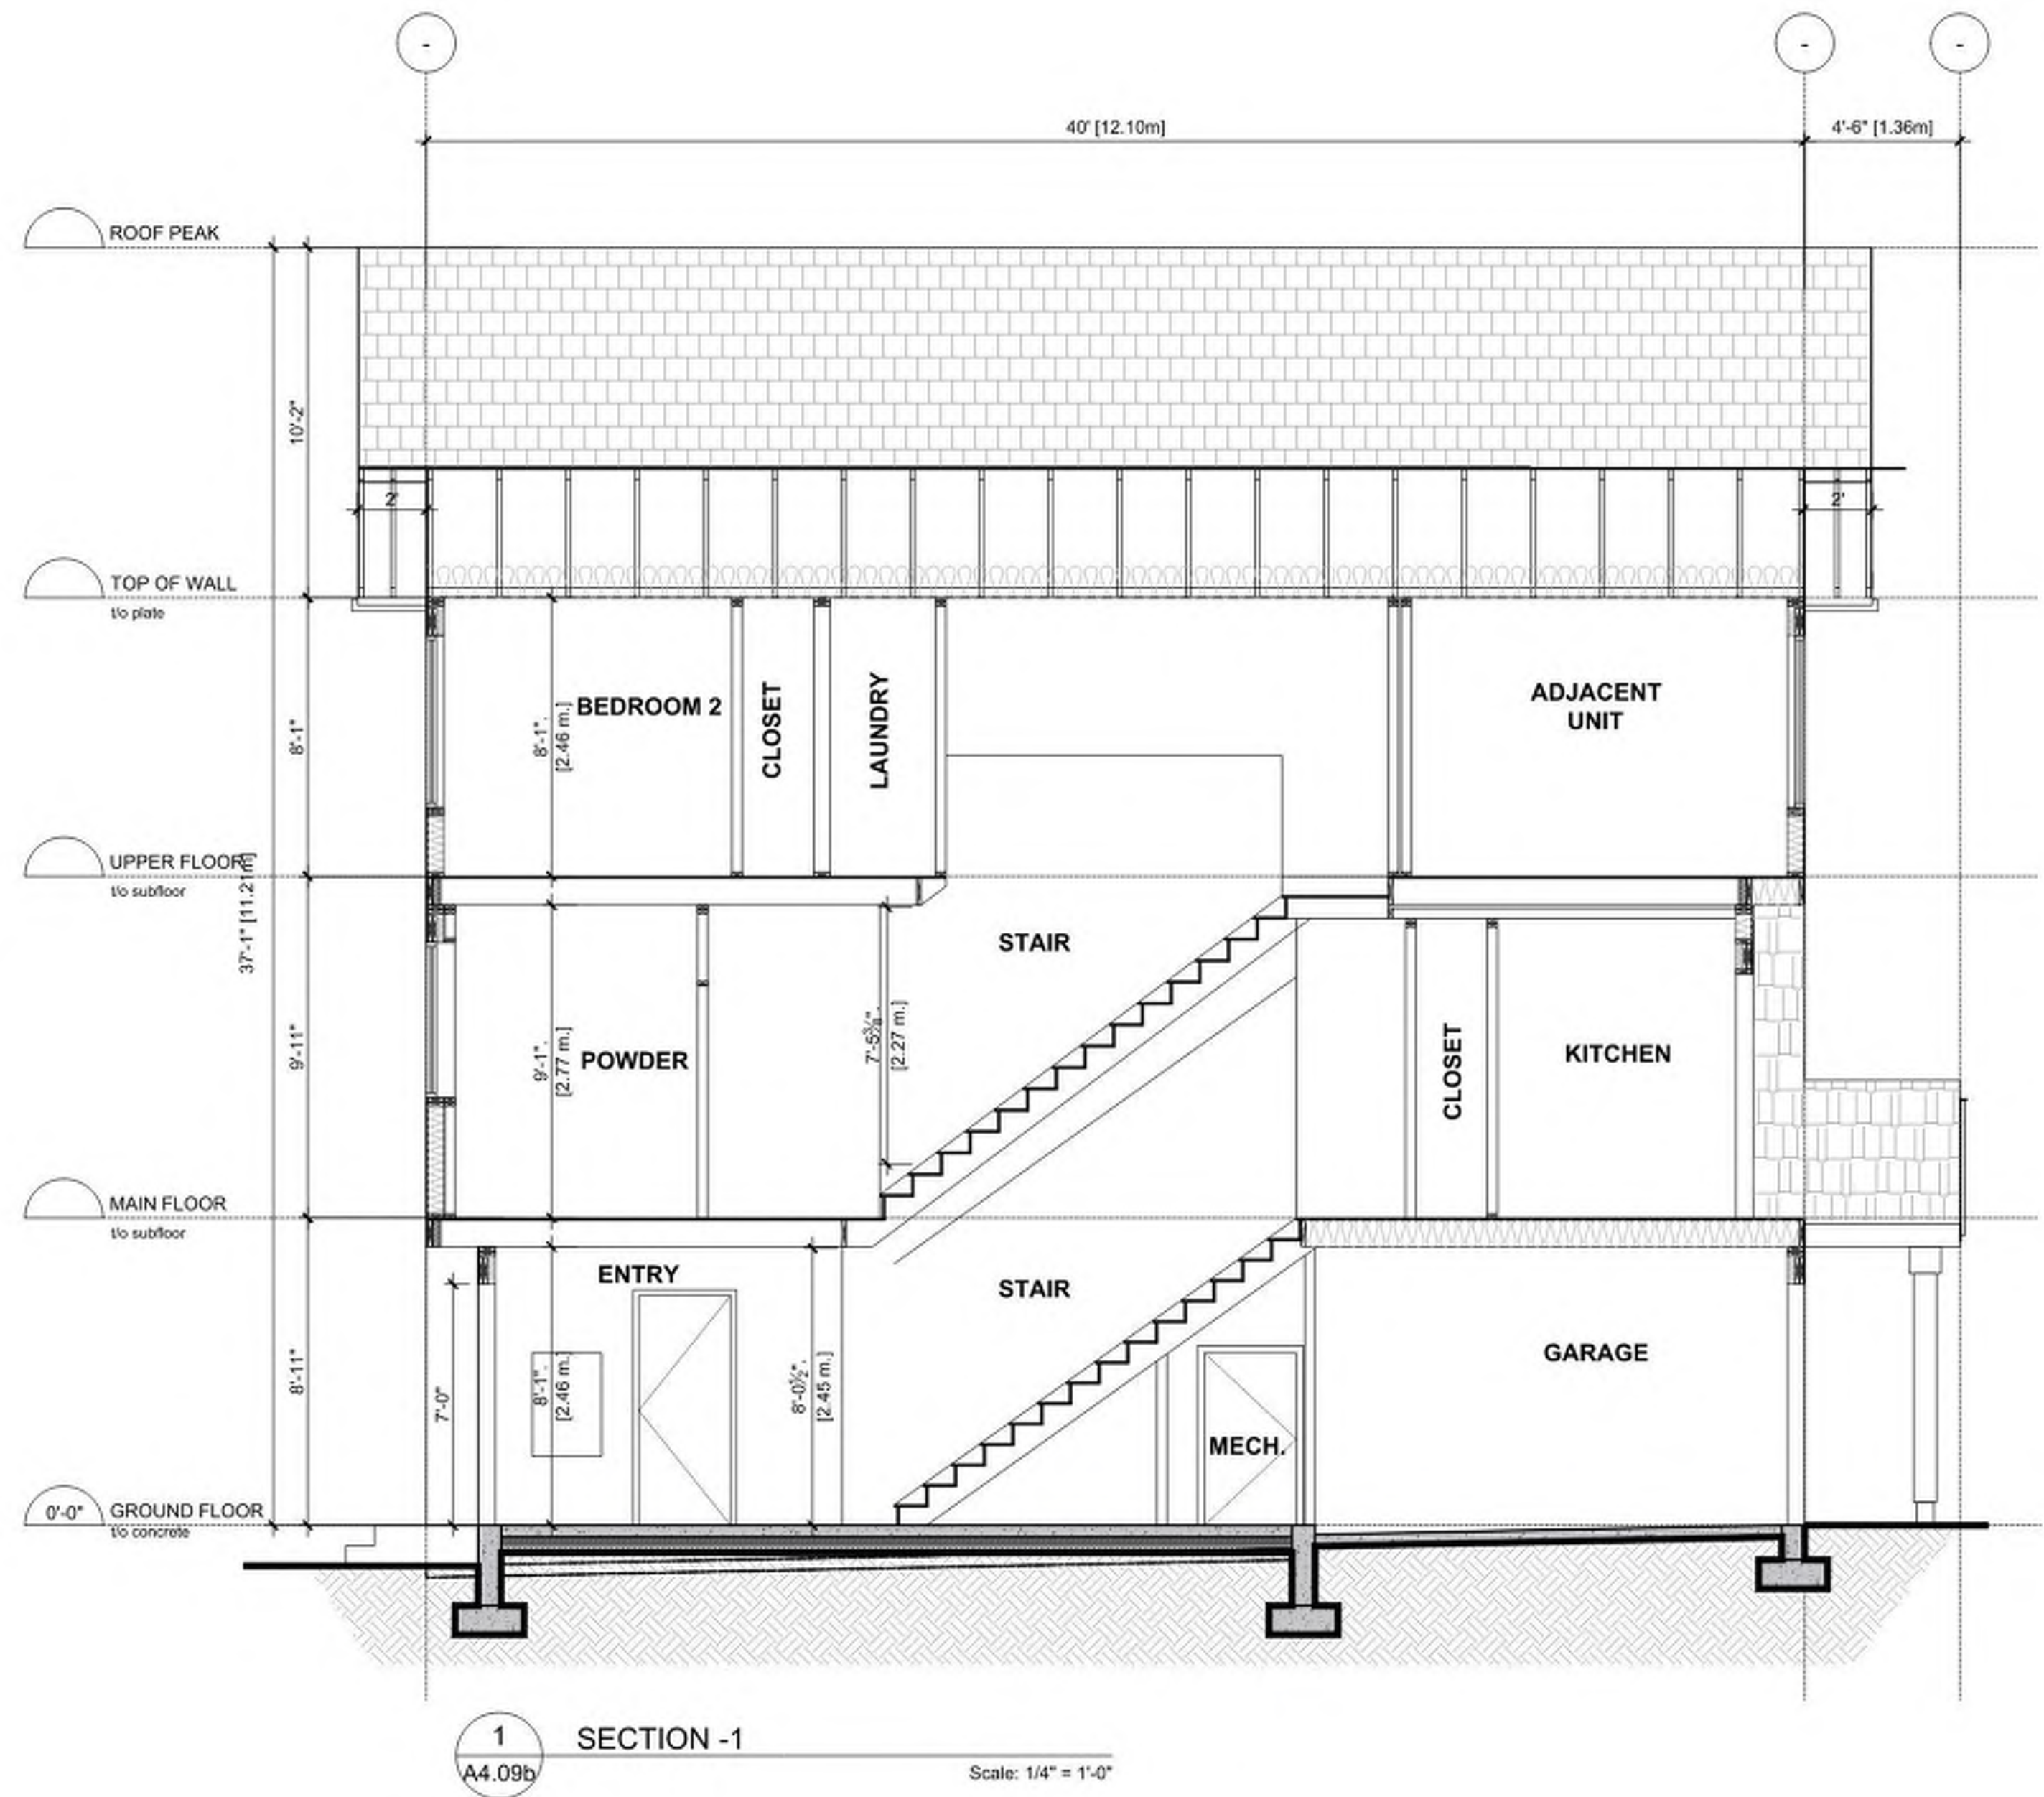 -
-
-
40' [12.10m]
4'-6" [1.36m]
ROOF PEAK
10'-2"
2'
2'
TOP OF WALL
t/o plate
BEDROOM 2
CLOSET
LAUNDRY
ADJACENT
UNIT
8'-1"
8'-1".
[2.46 m.]
UPPER FLOOR
t/o subfloor
37'-1" [11.21m]
STAIR
9'-11"
9'-1".
[2.77 m.]
POWDER
7'-5⅜".
[2.27 m.]
CLOSET
KITCHEN
MAIN FLOOR
t/o subfloor
ENTRY
STAIR
GARAGE
8'-11"
7'-0"
8'-1".
[2.46 m.]
8'-0½".
[2.45 m.]
MECH.
0'-0"
GROUND FLOOR
t/o concrete
1
SECTION -1
A4.09b
Scale: 1/4" = 1'-0"